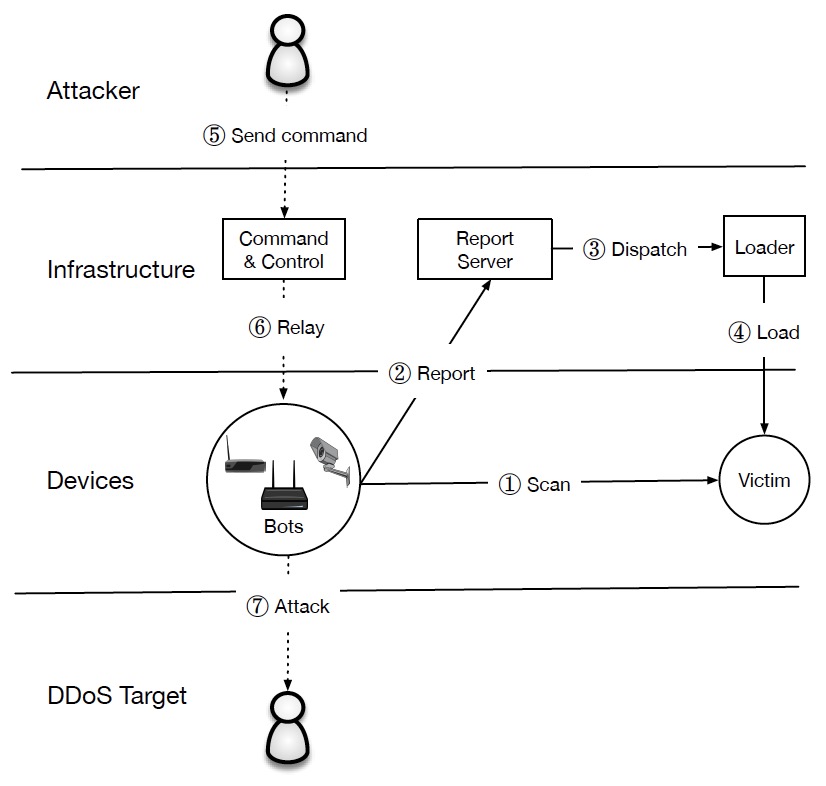 Attacker
⑤ Send command
Infrastructure
Command
& Control
Report
Server
③ Dispatch
Loader
⑥ Relay
④ Load
② Report
Devices
Bots
① Scan
Victim
⑦ Attack
DDoS Target